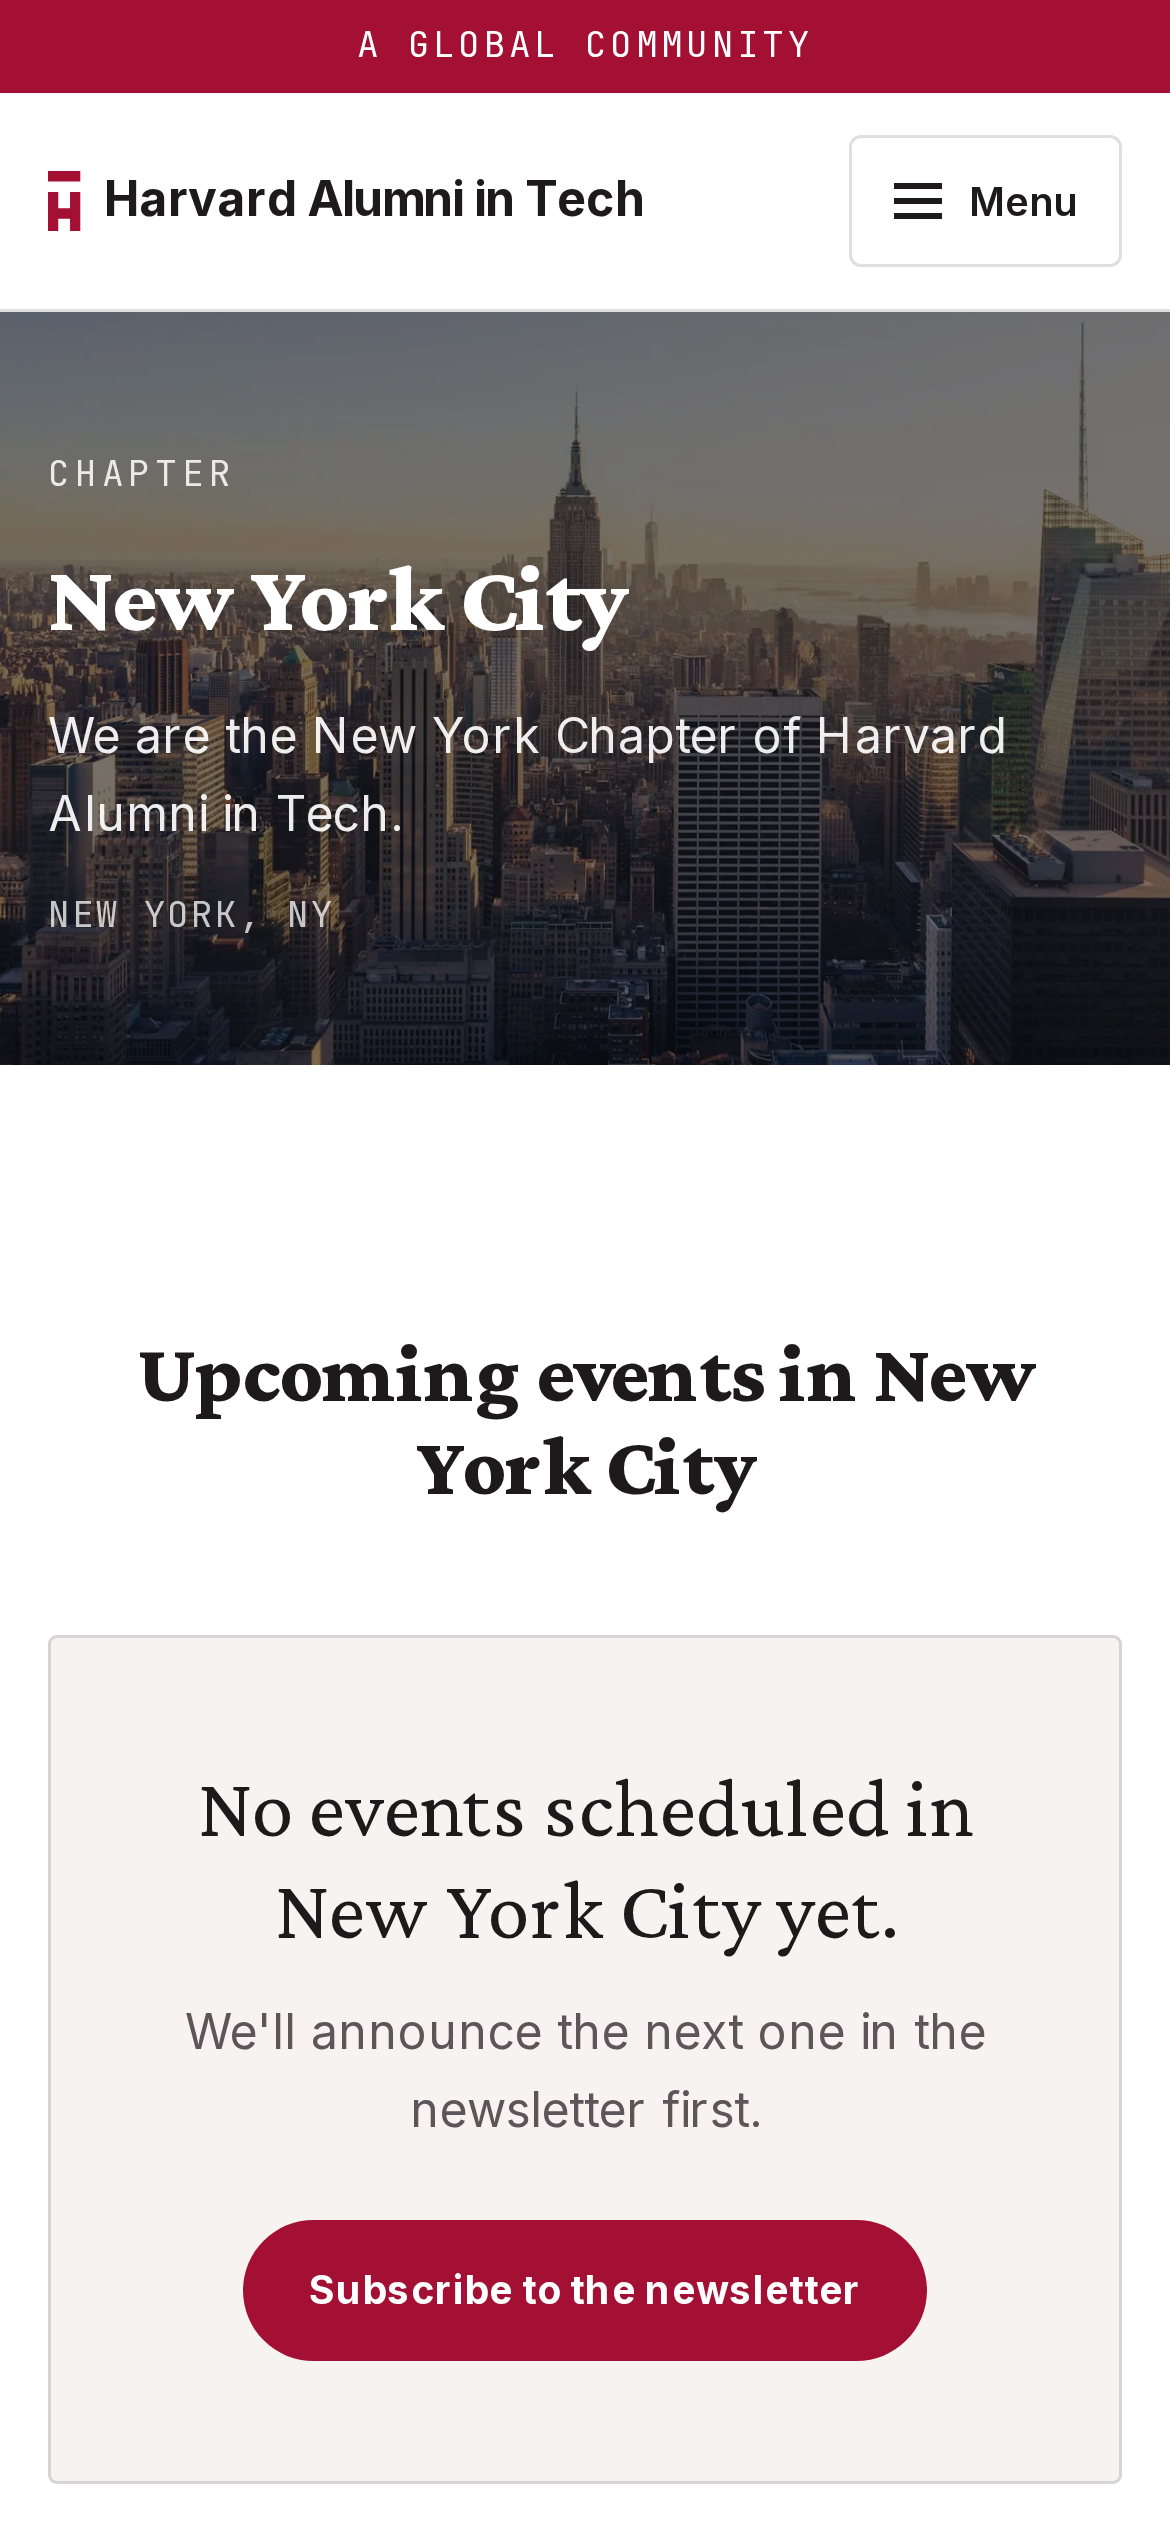 A GLOBAL COMMUNITY
Harvard Alumni in Tech
Menu
CHAPTER
New York City
We are the New York Chapter of Harvard
Alumni in Tech.
NEW YORK, NY
Upcoming events in New
York City
No events scheduled in
New York City yet.
We'll announce the next one in the
newsletter first.
Subscribe to the newsletter